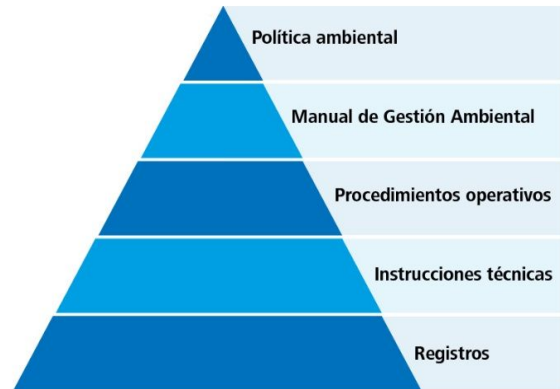 Política ambiental
Manual de Gestión Ambiental
Procedimientos operativos
Instrucciones técnicas
Registros